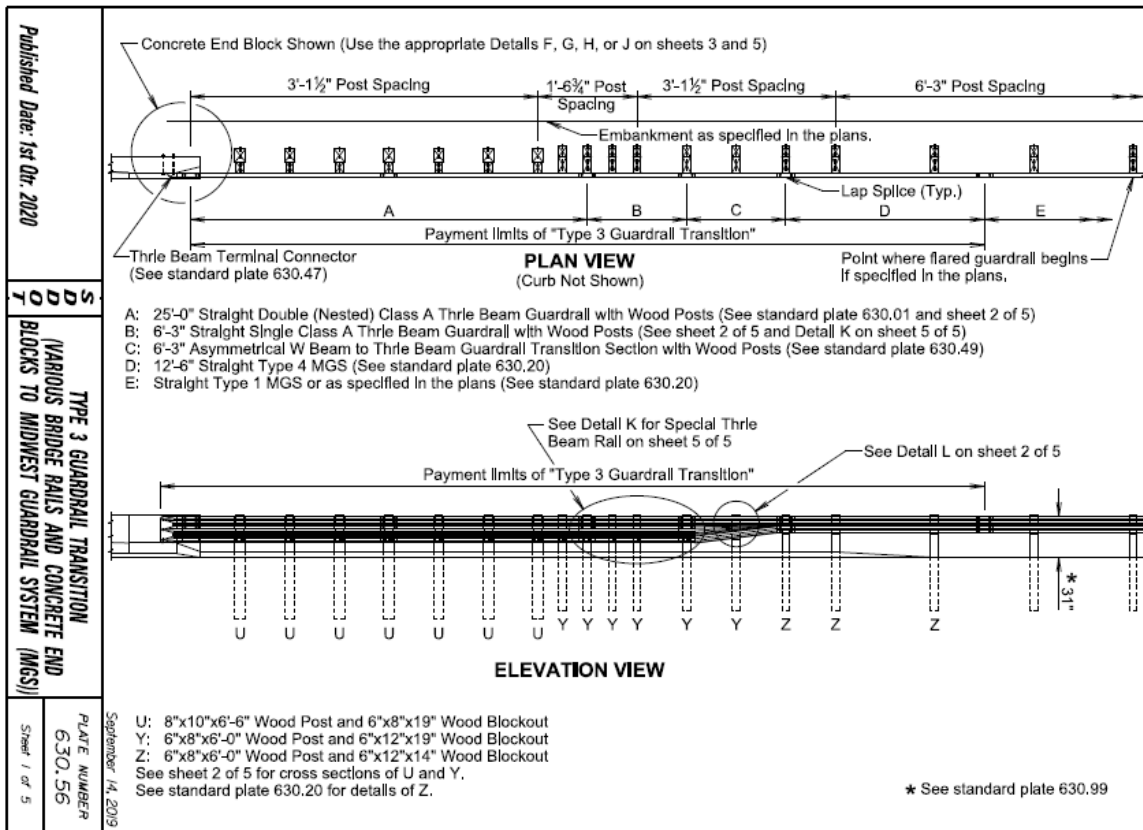 Concrete End Block Shown (Use the appropriate Details F, G, H, or J on sheets 3 and 5)
3'-1½" Post Spacing
1'-6¾" Post
Spacing
3'-1½" Post Spacing
6'-3" Post Spacing
Embankment as specified in the plans.
Lap Splice (Typ.)
A
B
C
D
E
Payment limits of "Type 3 Guardrail Transition"
Thrie Beam Terminal Connector
(See standard plate 630.47)
PLAN VIEW
(Curb Not Shown)
Point where flared guardrail begins
if specified in the plans.
A: 25'-0" Straight Double (Nested) Class A Thrie Beam Guardrail with Wood Posts (See standard plate 630.01 and sheet 2 of 5)
B: 6'-3" Straight Single Class A Thrie Beam Guardrail with Wood Posts (See sheet 2 of 5 and Detail K on sheet 5 of 5)
C: 6'-3" Asymmetrical W Beam to Thrie Beam Guardrail Transition Section with Wood Posts (See standard plate 630.49)
D: 12'-6" Straight Type 4 MGS (See standard plate 630.20)
E: Straight Type 1 MGS or as specified in the plans (See standard plate 630.20)
See Detail K for Special Thrie
Beam Rail on sheet 5 of 5
See Detail L on sheet 2 of 5
Payment limits of "Type 3 Guardrail Transition"
* 31"
U U U U U U U Y Y Y Y Y Y Z Z Z
ELEVATION VIEW
U: 8"x10"x6'-6" Wood Post and 6"x8"x19" Wood Blockout
Y: 6"x8"x6'-0" Wood Post and 6"x12"x19" Wood Blockout
Z: 6"x8"x6'-0" Wood Post and 6"x12"x14" Wood Blockout
See sheet 2 of 5 for cross sections of U and Y.
See standard plate 630.20 for details of Z.
* See standard plate 630.99
September 14, 2019
Published Date: 1st Qtr. 2020
S D D O T
TYPE 3 GUARDRAIL TRANSITION
(VARIOUS BRIDGE RAILS AND CONCRETE END
BLOCKS TO MIDWEST GUARDRAIL SYSTEM (MGS))
PLATE NUMBER
630.56
Sheet 1 of 5